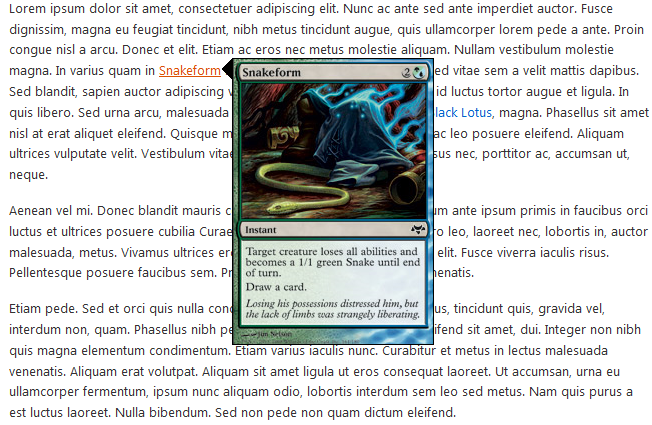 Lorem ipsum dolor sit amet, consectetuer adipiscing elit. Nunc ac ante sed ante imperdiet auctor. Fusce
dignissim, magna eu feugiat tincidunt, nibh metus tincidunt augue, quis ullamcorper lorem pede a ante. Proin
congue nisl a arcu. Donec et elit. Etiam ac eros nec metus molestie aliquam. Nullam vestibulum molestie
magna. In varius quam in Snakeform ed vitae sem a velit mattis dapibus.
Sed blandit, sapien auctor adipiscing id luctus tortor augue et ligula. In
quis libero. Sed urna arcu, malesuada lack Lotus, magna. Phasellus sit amet
nisl at erat aliquet eleifend. Quisque m ac leo posuere eleifend. Aliquam
ultrices vulputate velit. Vestibulum vitae sus nec, porttitor ac, accumsan ut,
neque.
Snakeform 2
Instant
Target creature loses all abilities and
becomes a 1/1 green Snake until end
of turn.
Draw a card.
Losing his possessions distressed him, but
the lack of limbs was strangely liberating.
Jim Nelson
Aenean vel mi. Donec blandit mauris c um ante ipsum primis in faucibus orci
luctus et ultrices posuere cubilia Curae ro leo, laoreet nec, lobortis in, auctor
malesuada, metus. Vivamus ultrices er elit. Fusce viverra iaculis risus.
Pellentesque posuere faucibus sem. Pr nenatis.
Etiam pede. Sed et orci quis nulla cond us, tincidunt quis, gravida vel,
interdum non, quam. Phasellus nibh pe eifend sit amet, dui. Integer non nibh
quis magna elementum condimentum. Etiam varius iaculis nunc. Curabitur et metus in lectus malesuada
venenatis. Aliquam erat volutpat. Aliquam sit amet ligula ut eros consequat laoreet. Ut accumsan, urna eu
ullamcorper fermentum, ipsum nunc aliquam odio, lobortis interdum sem leo sed metus. Nam quis purus a
est luctus laoreet. Nulla bibendum. Sed non pede non quam dictum eleifend.